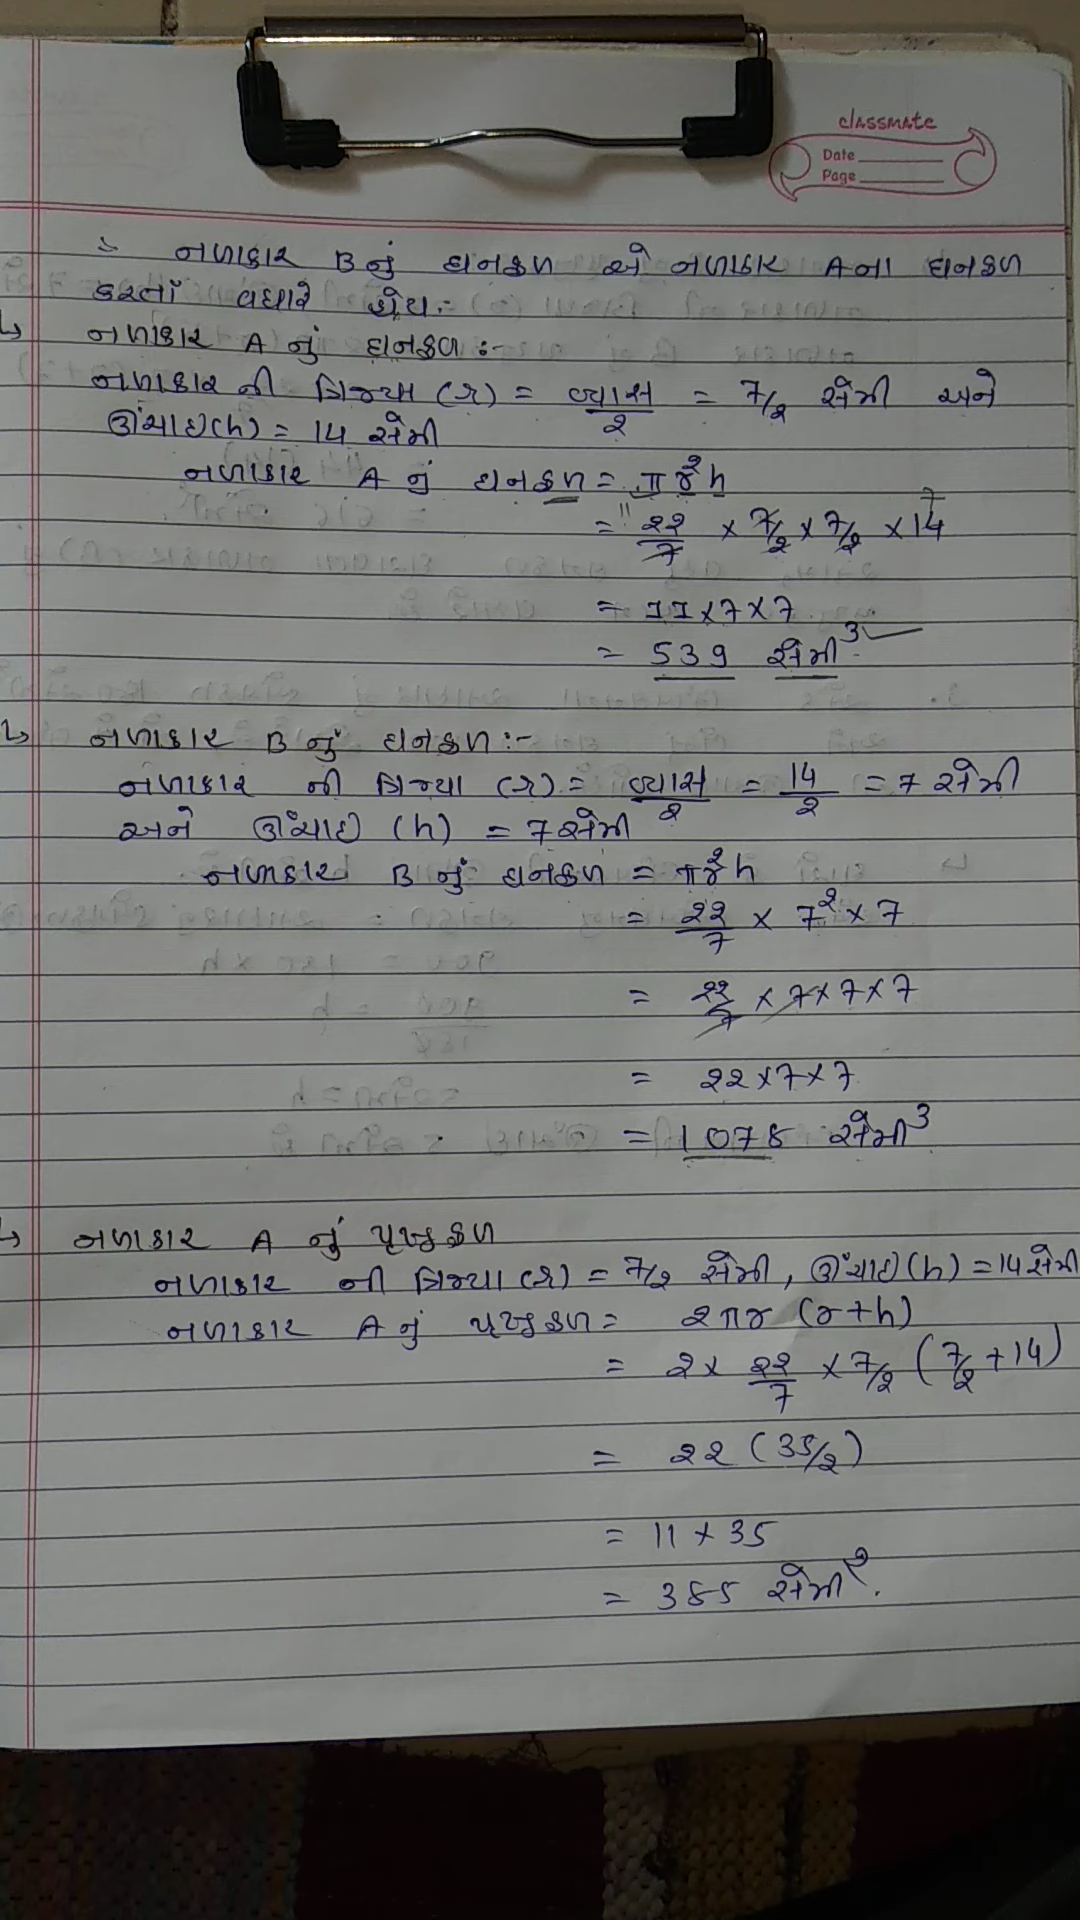 classmate
Date
Page
→ નળાકાર B નું ઘનફળ એ નળાકાર A ના ઘનફળ
કરતાં વધારે હોય.
↳ નળાકાર A નું ઘનફળ :-
નળાકાર ની ત્રિજ્યા (r) = વ્યાસ/2 = 7/2 સેમી અને
ઊંચાઈ(h) = 14 સેમી
નળાકાર A નું ઘનફળ = πr²h
= 22/7 × 7/2 × 7/2 × 14
= 11×7×7
= 539 સેમી³
↳ નળાકાર B નું ઘનફળ :-
નળાકાર ની ત્રિજ્યા (r) = વ્યાસ/2 = 14/2 = 7 સેમી
અને ઊંચાઈ (h) = 7 સેમી
નળાકાર B નું ઘનફળ = πr²h
= 22/7 × 7² × 7
= 22/7 × 7×7×7
= 22×7×7
= 1078 સેમી³
↳ નળાકાર A નું પૃષ્ઠફળ
નળાકાર ની ત્રિજ્યા (r) = 7/2 સેમી, ઊંચાઈ(h) = 14 સેમી
નળાકાર A નું પૃષ્ઠફળ = 2πr (r+h)
= 2× 22/7 × 7/2 (7/2 + 14)
= 22 (35/2)
= 11 × 35
= 385 સેમી².